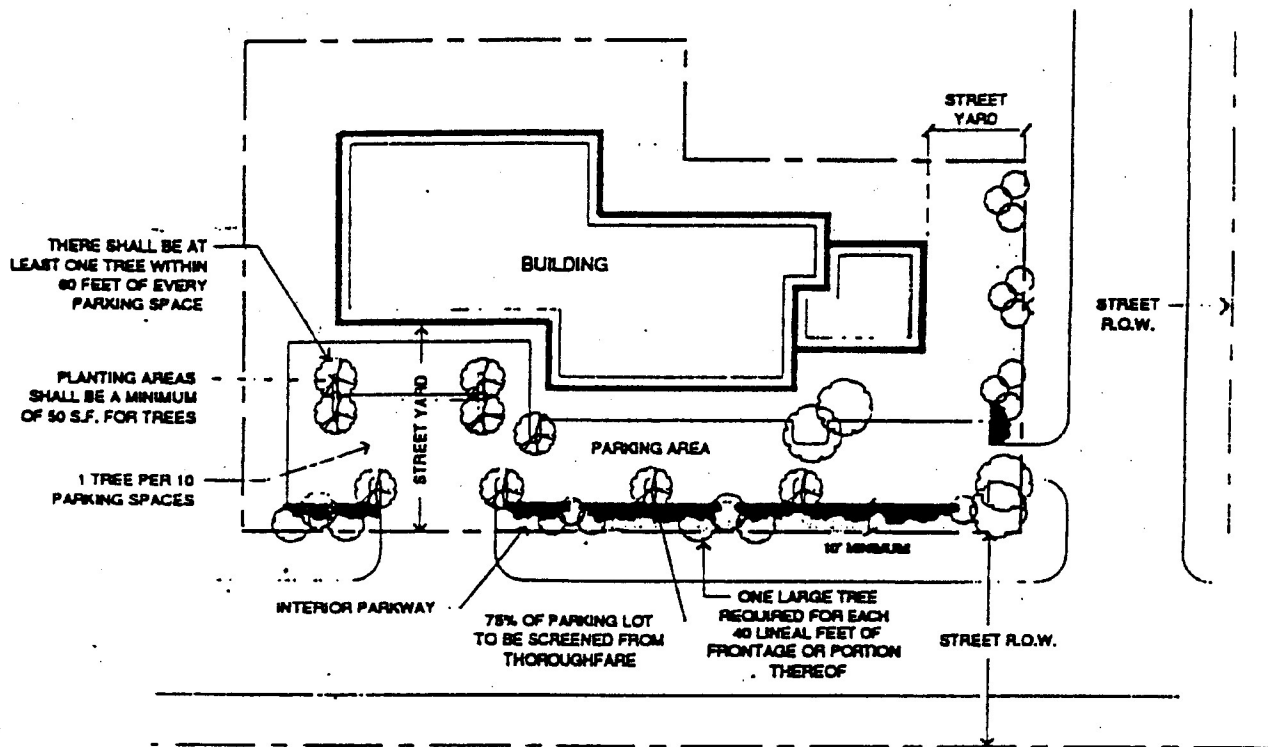 STREET
YARD
THERE SHALL BE AT
LEAST ONE TREE WITHIN
60 FEET OF EVERY
PARKING SPACE
BUILDING
STREET
R.O.W.
PLANTING AREAS
SHALL BE A MINIMUM
OF 50 S.F. FOR TREES
STREET YARD
PARKING AREA
1 TREE PER 10
PARKING SPACES
10' MINIMUM
INTERIOR PARKWAY
75% OF PARKING LOT
TO BE SCREENED FROM
THOROUGHFARE
ONE LARGE TREE
REQUIRED FOR EACH
40 LINEAL FEET OF
FRONTAGE OR PORTION
THEREOF
STREET R.O.W.